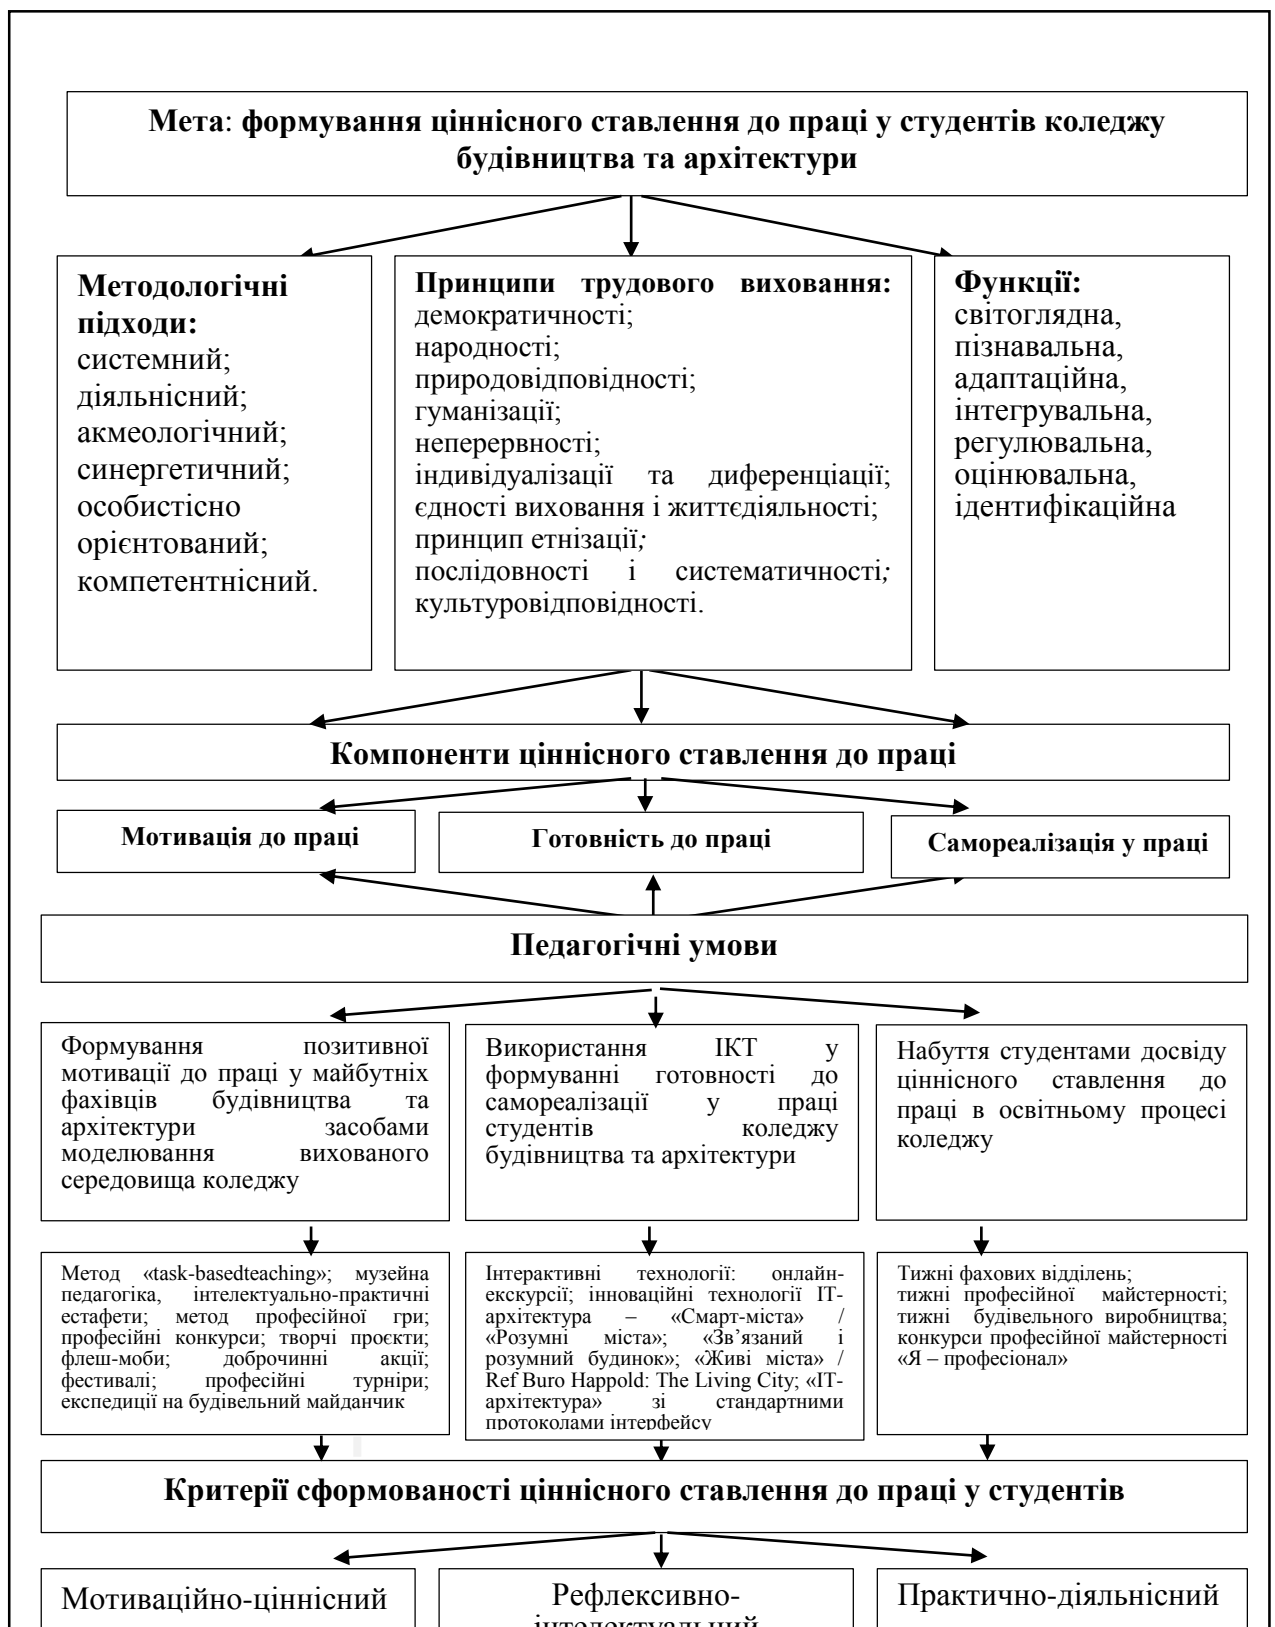 Мета: формування ціннісного ставлення до праці у студентів коледжу
будівництва та архітектури
Методологічні
підходи:
системний;
діяльнісний;
акмеологічний;
синергетичний;
особистісно
орієнтований;
компетентнісний.
Принципи трудового виховання:
демократичності;
народності;
природовідповідності;
гуманізації;
неперервності;
індивідуалізації та диференціації;
єдності виховання і життєдіяльності;
принцип етнізації;
послідовності і систематичності;
культуровідповідності.
Функції:
світоглядна,
пізнавальна,
адаптаційна,
інтегрувальна,
регулювальна,
оцінювальна,
ідентифікаційна
Компоненти ціннісного ставлення до праці
Мотивація до праці
Готовність до праці
Самореалізація у праці
Педагогічні умови
Формування позитивної
мотивації до праці у майбутніх
фахівців будівництва та
архітектури засобами
моделювання вихованого
середовища коледжу
Використання ІКТ у
формуванні готовності до
самореалізації у праці
студентів коледжу
будівництва та архітектури
Набуття студентами досвіду
ціннісного ставлення до
праці в освітньому процесі
коледжу
Метод «task-basedteaching»; музейна
педагогіка, інтелектуально-практичні
естафети; метод професійної гри;
професійні конкурси; творчі проєкти;
флеш-моби; доброчинні акції;
фестивалі; професійні турніри;
експедиції на будівельний майданчик
Інтерактивні технології: онлайн-
екскурсії; інноваційні технології ІТ-
архітектура – «Смарт-міста» /
«Розумні міста»; «Зв’язаний і
розумний будинок»; «Живі міста» /
Ref Buro Happold: The Living City; «ІТ-
архітектура» зі стандартними
протоколами інтерфейсу
Тижні фахових відділень;
тижні професійної майстерності;
тижні будівельного виробництва;
конкурси професійної майстерності
«Я – професіонал»
Критерії сформованості ціннісного ставлення до праці у студентів
Мотиваційно-ціннісний
Рефлексивно-
інтелектуальний
Практично-діяльнісний